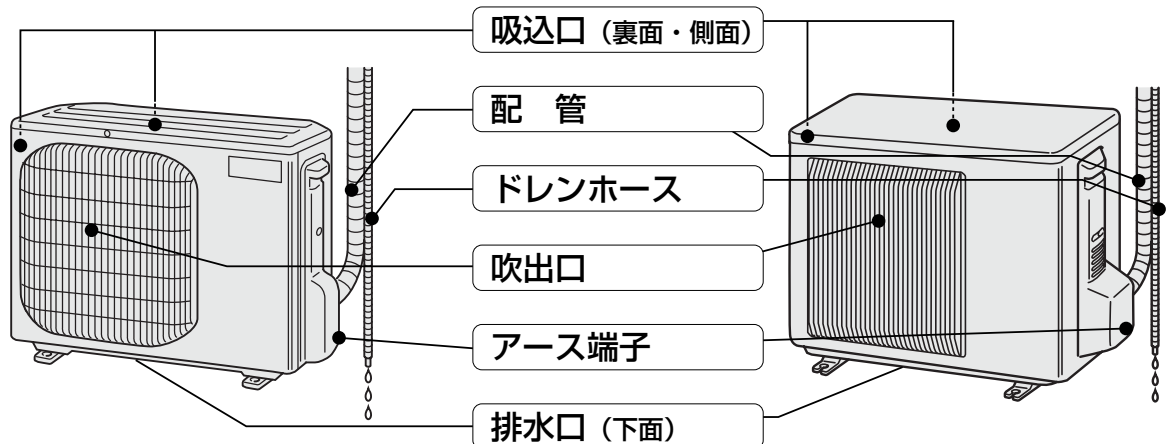 吸込口（裏面・側面）
配　管
ドレンホース
吹出口
アース端子
排水口（下面）